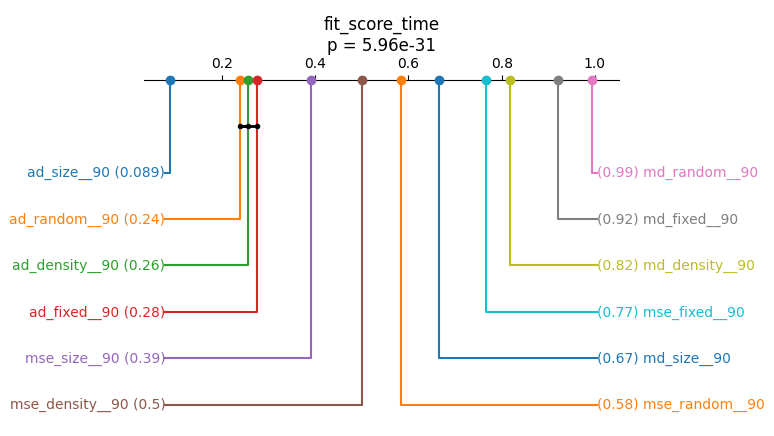 fit_score_time
p = 5.96e-31
0.2 0.4 0.6 0.8 1.0
ad_size__90 (0.089)
(0.99) md_random__90
ad_random__90 (0.24)
(0.92) md_fixed__90
ad_density__90 (0.26)
(0.82) md_density__90
ad_fixed__90 (0.28)
(0.77) mse_fixed__90
mse_size__90 (0.39)
(0.67) md_size__90
mse_density__90 (0.5)
(0.58) mse_random__90